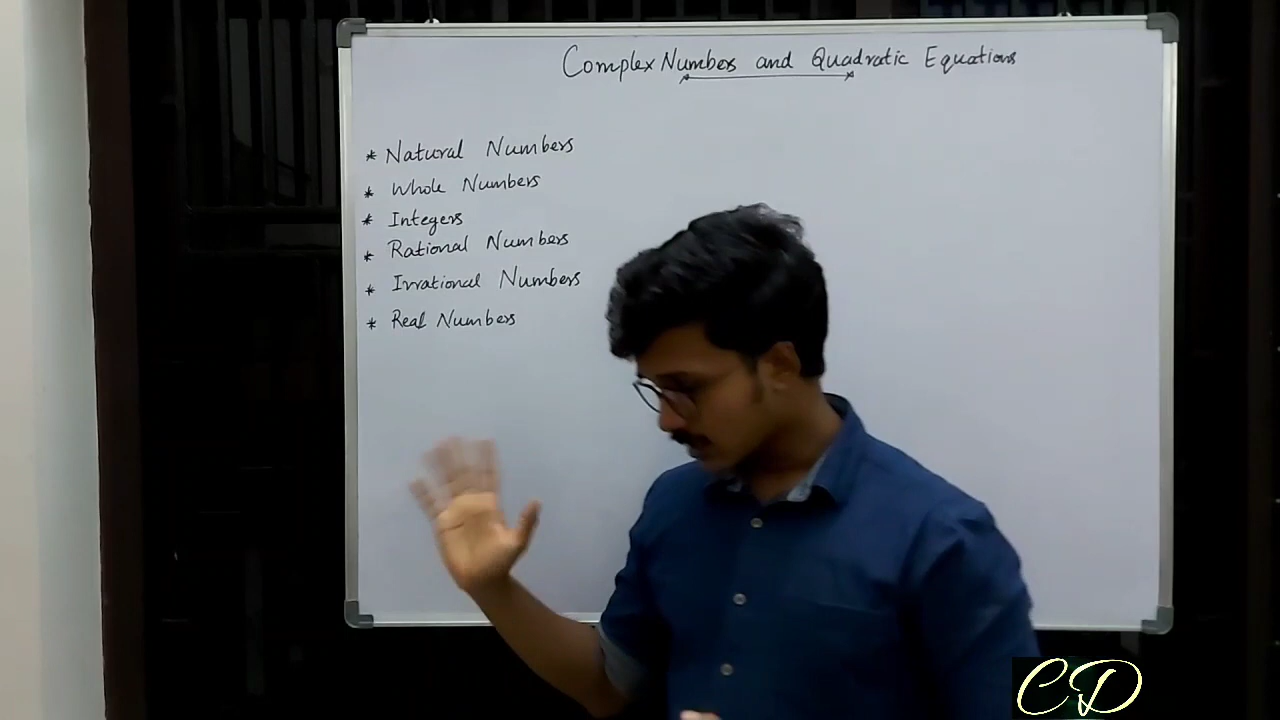 Complex Numbers and Quadratic Equations
* Natural Numbers
* Whole Numbers
* Integers
* Rational Numbers
* Irrational Numbers
* Real Numbers
CD